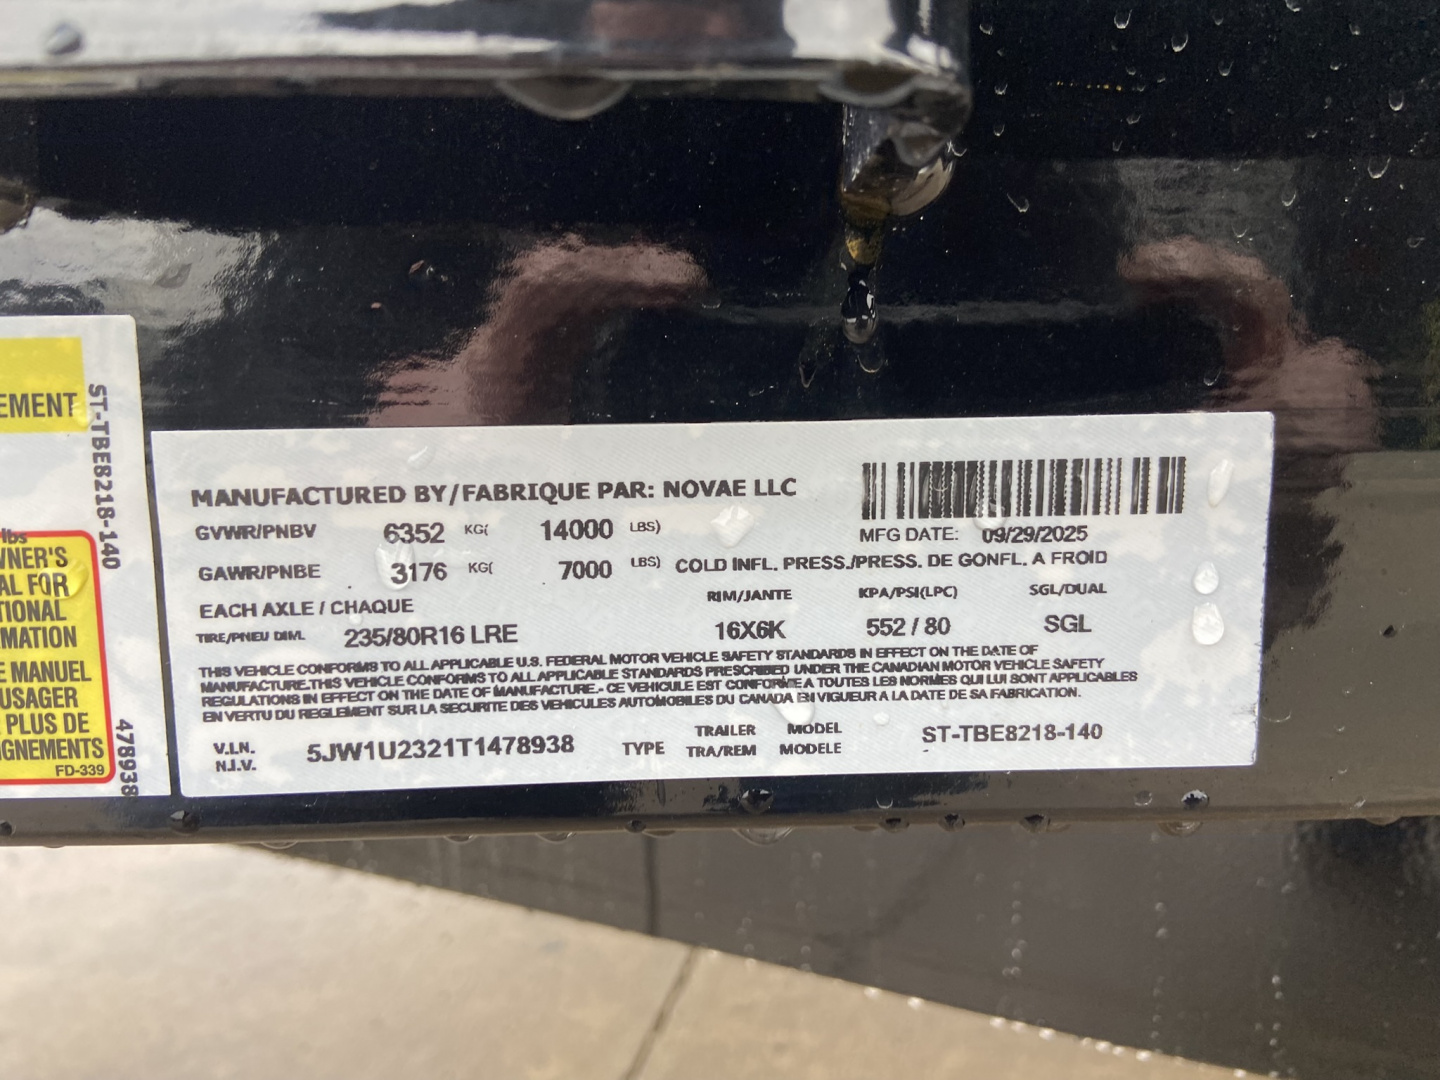 EMENT
ST-TBE8218-140
lbs
WNER'S
AL FOR
TIONAL
MATION
E MANUEL
USAGER
PLUS DE
IGNEMENTS
FD-339
478938
MANUFACTURED BY/FABRIQUE PAR: NOVAE LLC
GVWR/PNBV 6352 KG( 14000 LBS)
MFG DATE: 09/29/2025
GAWR/PNBE 3176 KG( 7000 LBS) COLD INFL. PRESS./PRESS. DE GONFL. A FROID
EACH AXLE / CHAQUE RIM/JANTE KPA/PSI(LPC) SGL/DUAL
TIRE/PNEU DIM. 235/80R16 LRE 16X6K 552 / 80 SGL
THIS VEHICLE CONFORMS TO ALL APPLICABLE U.S. FEDERAL MOTOR VEHICLE SAFETY STANDARDS IN EFFECT ON THE DATE OF
MANUFACTURE.THIS VEHICLE CONFORMS TO ALL APPLICABLE STANDARDS PRESCRIBED UNDER THE CANADIAN MOTOR VEHICLE SAFETY
REGULATIONS IN EFFECT ON THE DATE OF MANUFACTURE.- CE VEHICULE EST CONFORME A TOUTES LES NORMES QUI LUI SONT APPLICABLES
EN VERTU DU REGLEMENT SUR LA SECURITE DES VEHICULES AUTOMOBILES DU CANADA EN VIGUEUR A LA DATE DE SA FABRICATION.
V.I.N. 5JW1U2321T1478938 TYPE TRAILER MODEL ST-TBE8218-140
N.I.V. TRA/REM MODELE